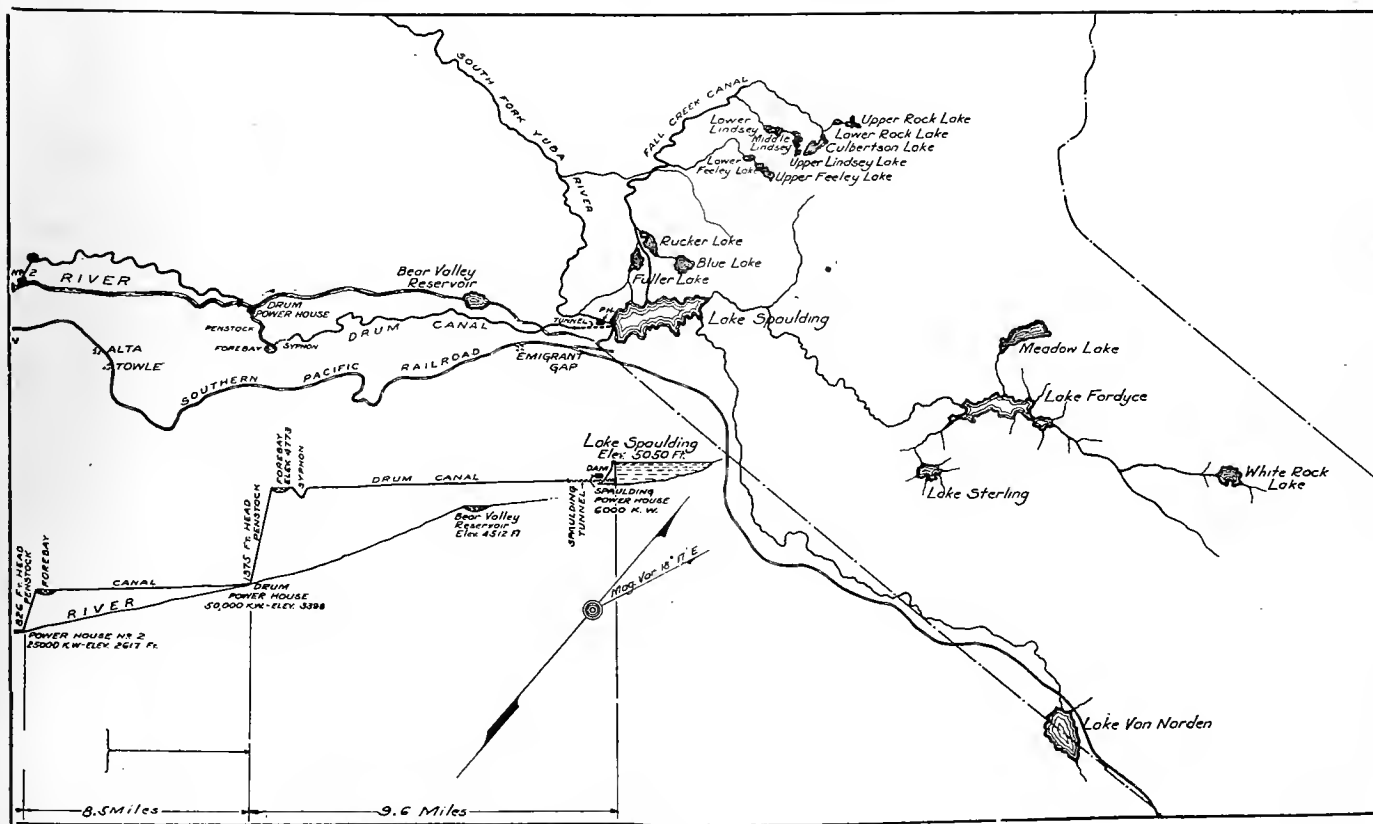 SOUTH FORK YUBA
RIVER
FALL CREEK CANAL
Upper Rock Lake
Lower Rock Lake
Culbertson Lake
Lower
Lindsey
Middle
Lindsey
Upper Lindsey Lake
Lower
Feeley Lake
Upper Feeley Lake
Rucker Lake
Blue Lake
Fuller Lake
Bear Valley
Reservoir
Nº 2
RIVER
DRUM
POWER HOUSE
PENSTOCK
FOREBAY
SYPHON
DRUM CANAL
TUNNEL
P.H.
Lake Spaulding
ALTA
TOWLE
SOUTHERN PACIFIC RAILROAD
EMIGRANT
GAP
Meadow Lake
Lake Fordyce
Lake Sterling
White Rock
Lake
Lake Van Norden
Lake Spaulding
Elev. 5050 Ft.
DAM
SPAULDING
POWER HOUSE
6000 K.W.
SPAULDING
TUNNEL
DRUM CANAL
FOREBAY
ELEV. 4773
SYPHON
1375 FT. HEAD
PENSTOCK
Bear Valley
Reservoir
Elev. 4512 Ft
826 FT. HEAD
PENSTOCK
FOREBAY
CANAL
RIVER
DRUM
POWER HOUSE
50,000 K.W.-ELEV. 3398
POWER HOUSE Nº 2
25000 K.W-ELEV. 2617 Ft.
Mag. Var 18° 17' E
8.5 Miles
9.6 Miles